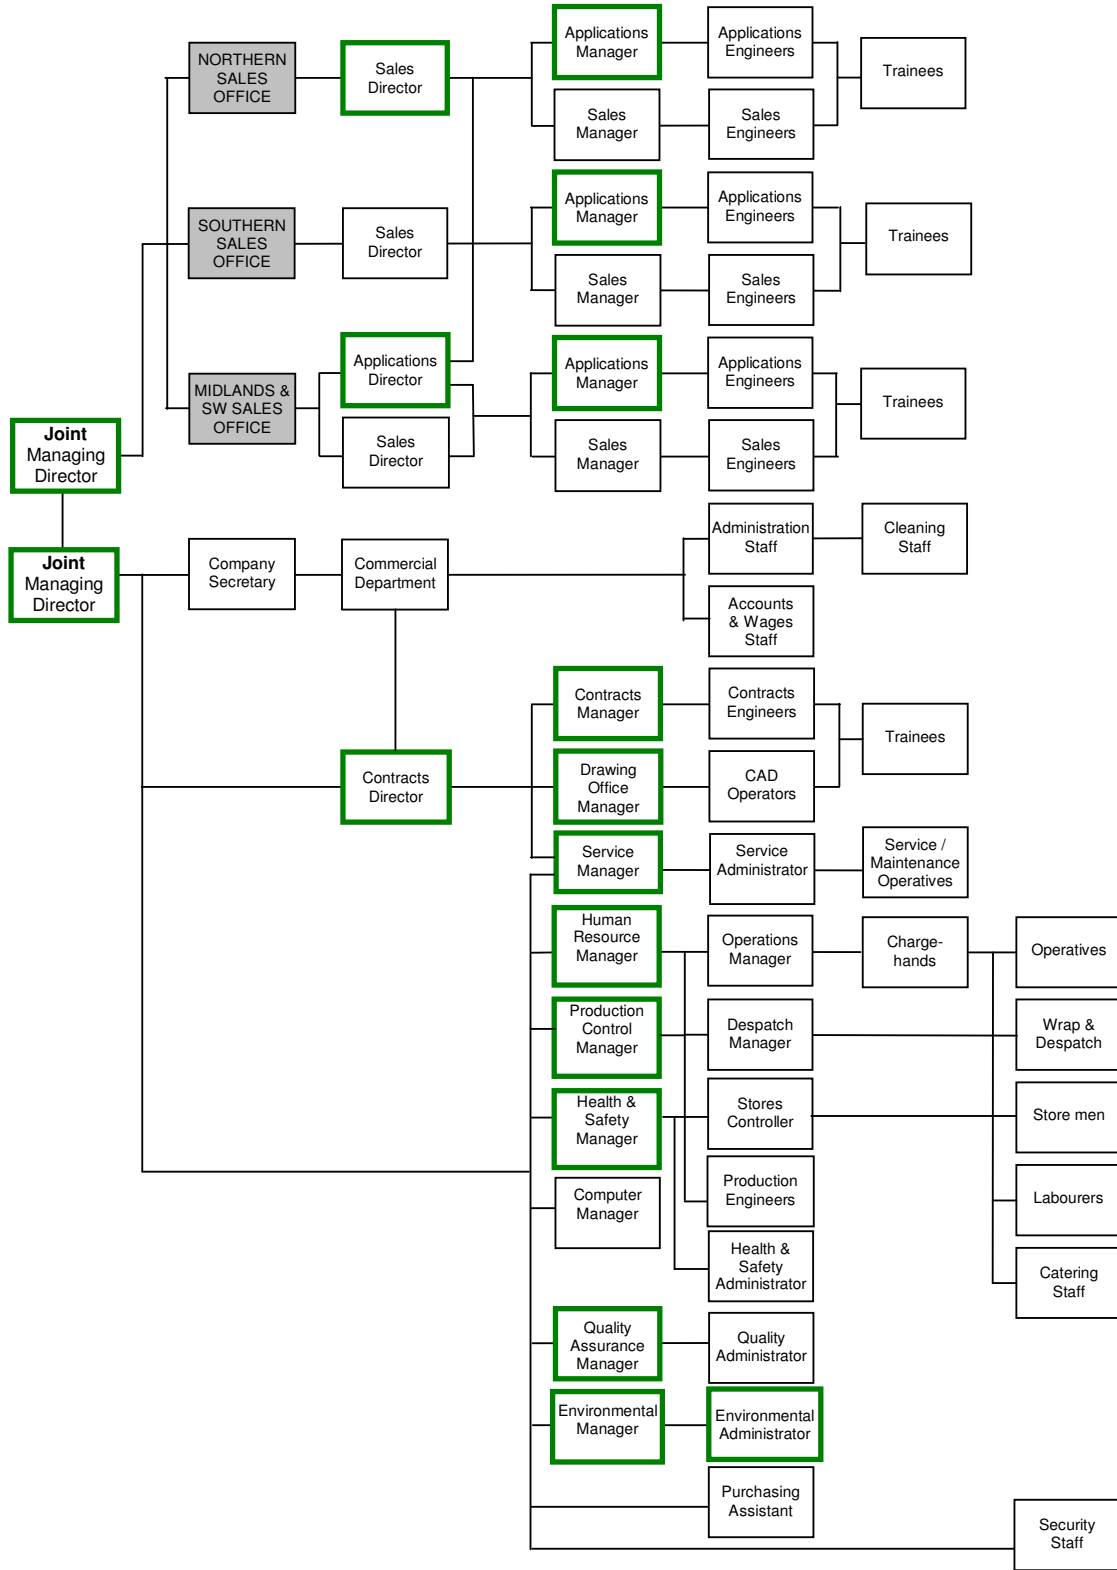 Applications
Manager
Applications
Engineers
NORTHERN
SALES
OFFICE
Sales
Director
Trainees
Sales
Manager
Sales
Engineers
Applications
Manager
Applications
Engineers
SOUTHERN
SALES
OFFICE
Sales
Director
Trainees
Sales
Manager
Sales
Engineers
Applications
Director
Applications
Manager
Applications
Engineers
MIDLANDS &
SW SALES
OFFICE
Trainees
Sales
Director
Sales
Manager
Sales
Engineers
Joint
Managing
Director
Administration
Staff
Cleaning
Staff
Joint
Managing
Director
Company
Secretary
Commercial
Department
Accounts
& Wages
Staff
Contracts
Manager
Contracts
Engineers
Trainees
Contracts
Director
Drawing
Office
Manager
CAD
Operators
Service
Manager
Service
Administrator
Service /
Maintenance
Operatives
Human
Resource
Manager
Operations
Manager
Charge-
hands
Operatives
Production
Control
Manager
Despatch
Manager
Wrap &
Despatch
Health &
Safety
Manager
Stores
Controller
Store men
Computer
Manager
Production
Engineers
Labourers
Health &
Safety
Administrator
Catering
Staff
Quality
Assurance
Manager
Quality
Administrator
Environmental
Manager
Environmental
Administrator
Purchasing
Assistant
Security
Staff